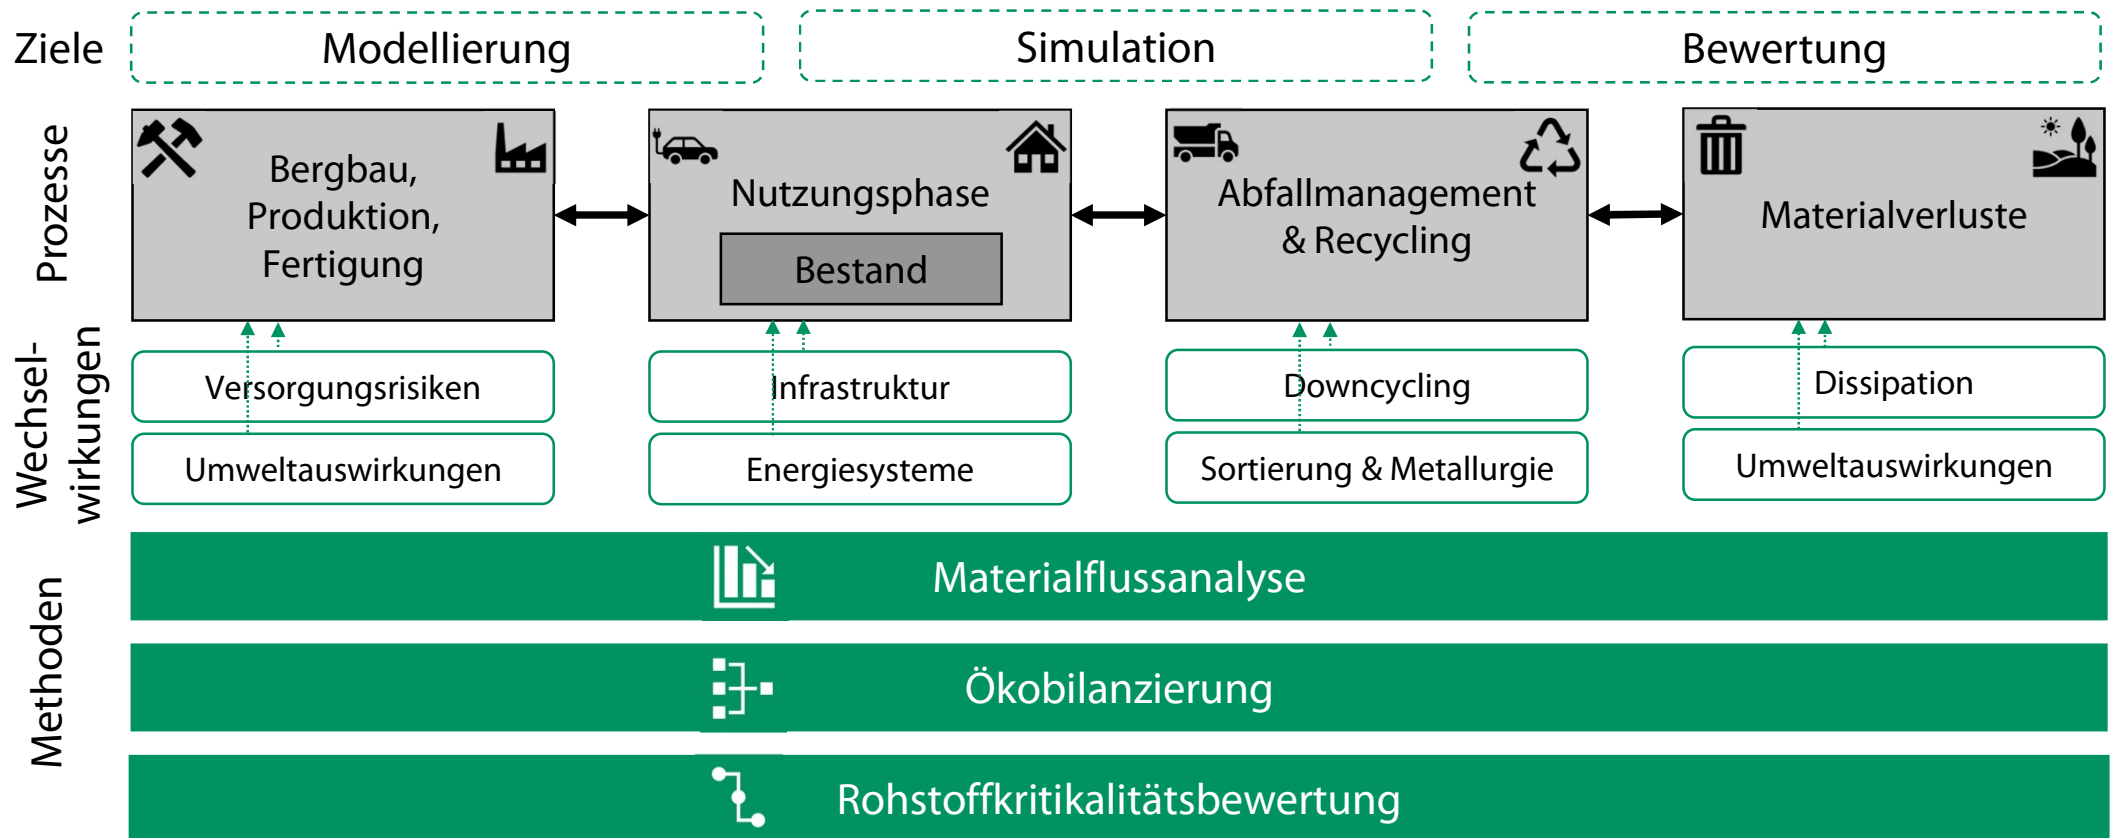 Ziele
Modellierung
Simulation
Bewertung
Prozesse
Bergbau,
Produktion,
Fertigung
Nutzungsphase
Bestand
Abfallmanagement
& Recycling
Materialverluste
Wechsel-
wirkungen
Versorgungsrisiken
Infrastruktur
Downcycling
Dissipation
Umweltauswirkungen
Energiesysteme
Sortierung & Metallurgie
Umweltauswirkungen
Methoden
Materialflussanalyse
Ökobilanzierung
Rohstoffkritikalitätsbewertung